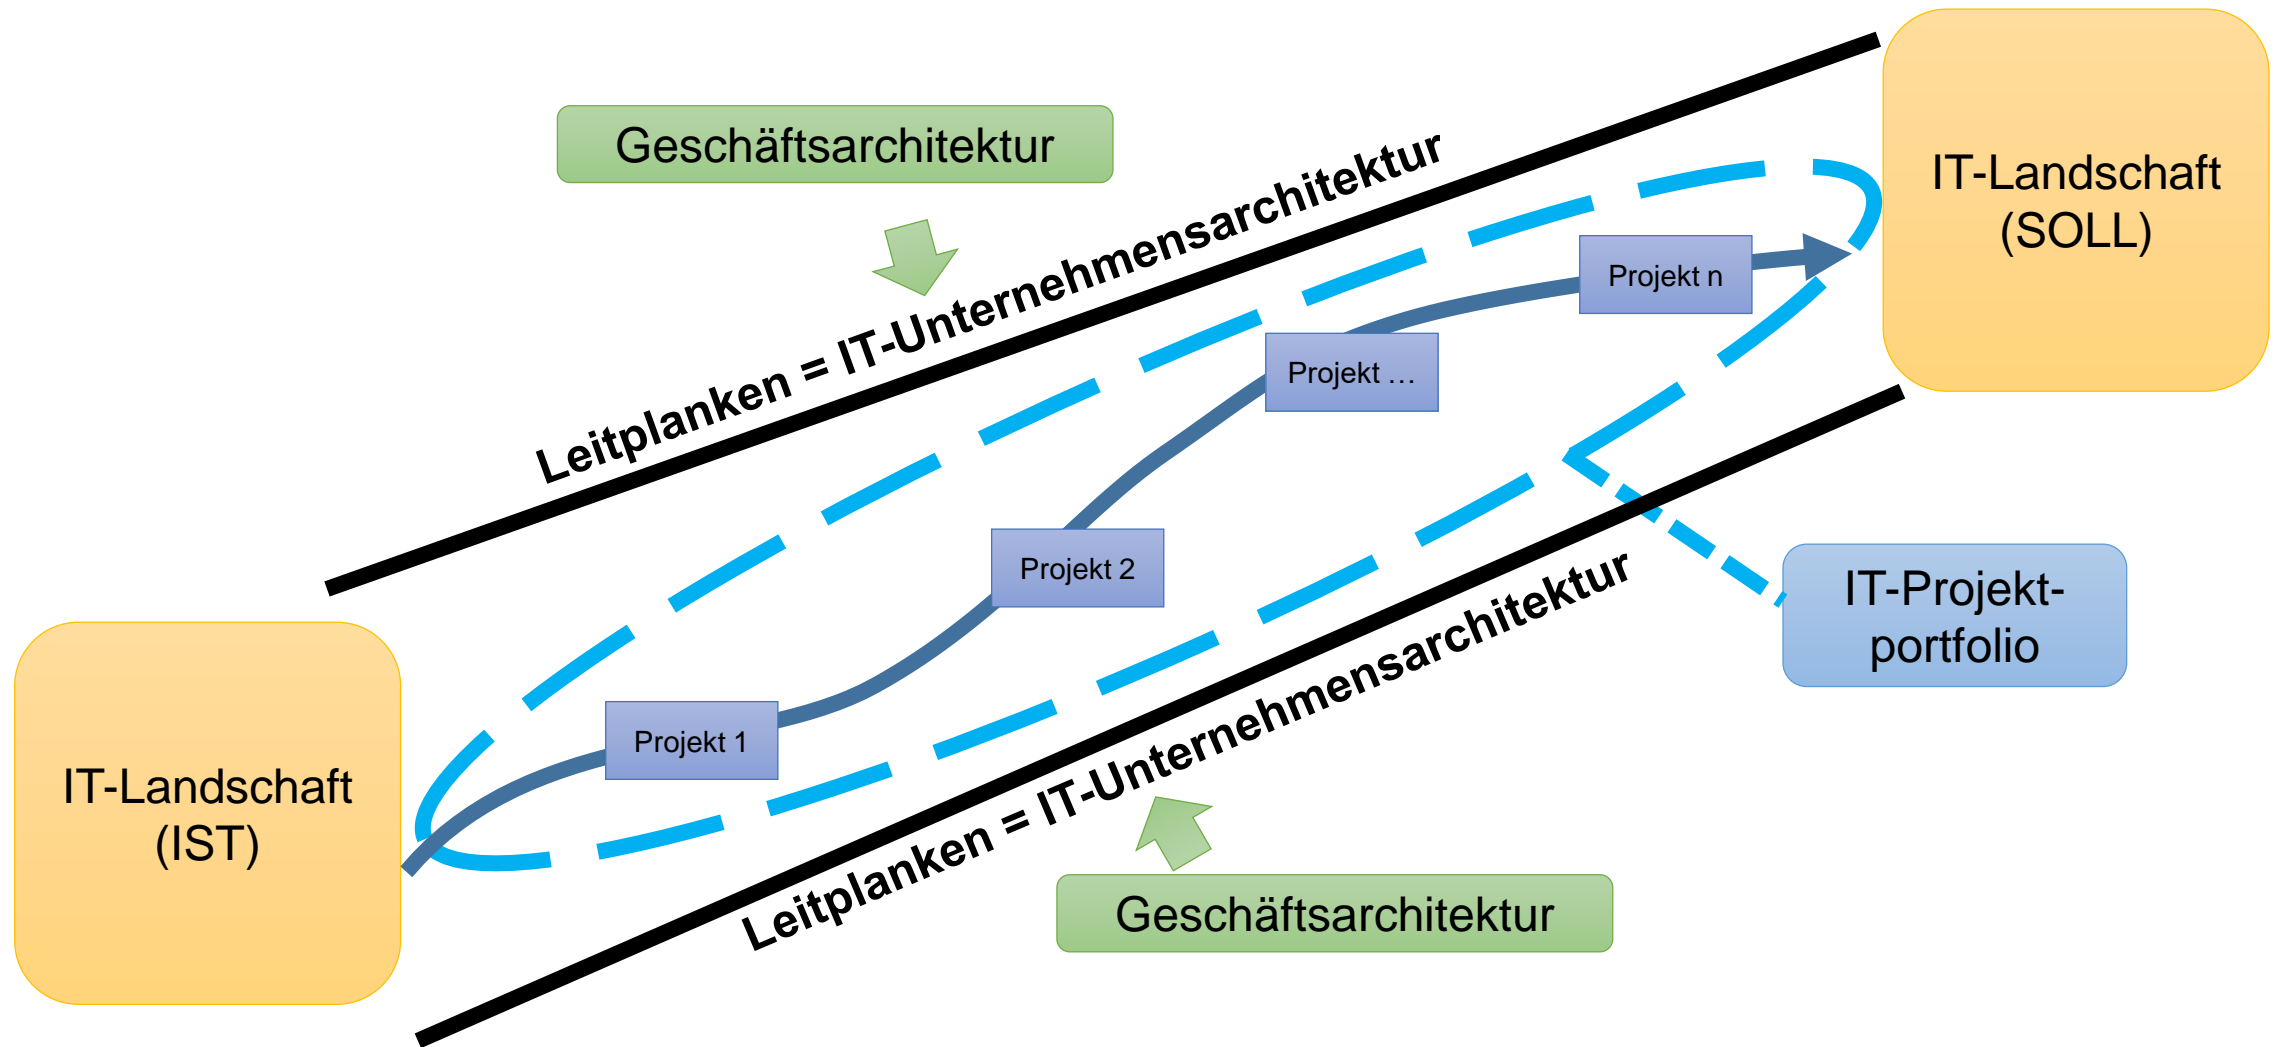 Geschäftsarchitektur
Leitplanken = IT-Unternehmensarchitektur
IT-Landschaft
(SOLL)
Projekt n
Projekt …
Projekt 2
Projekt 1
IT-Projekt-
portfolio
IT-Landschaft
(IST)
Leitplanken = IT-Unternehmensarchitektur
Geschäftsarchitektur